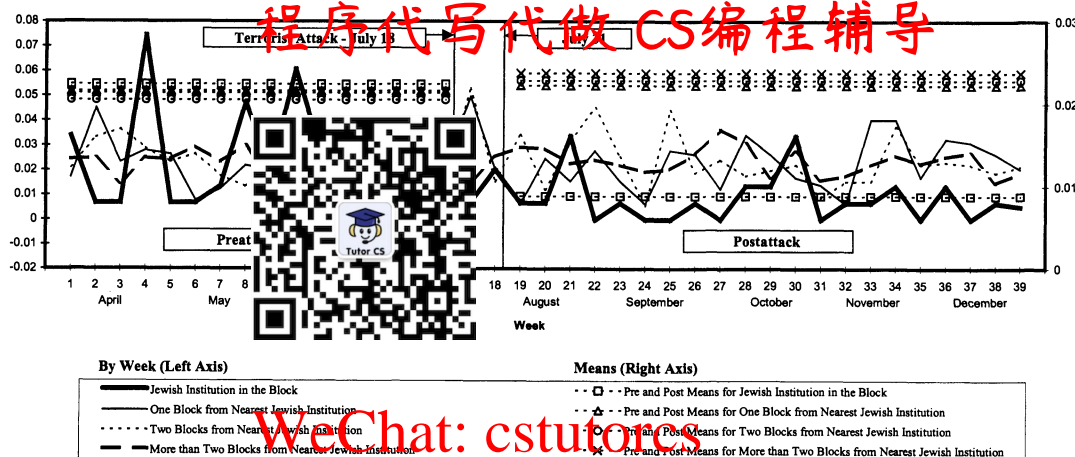 程序代写代做 CS编程辅导
0.08
0.07
0.06
0.05
0.04
0.03
0.02
0.01
0
-0.01
-0.02
Terroris Attack - July 18
July
0.03
0.02
0.01
0
Preat
Postattack
Tutor CS
1 2 3 4 5 6 7 8 18 19 20 21 22 23 24 25 26 27 28 29 30 31 32 33 34 35 36 37 38 39
April May August September October November December
Week
By Week (Left Axis)
Jewish Institution in the Block
One Block from Nearest Jewish Institution
Two Blocks from Nearest Jewish Institution
More than Two Blocks from Nearest Jewish Institution
Means (Right Axis)
Pre and Post Means for Jewish Institution in the Block
Pre and Post Means for One Block from Nearest Jewish Institution
Pre and Post Means for Two Blocks from Nearest Jewish Institution
Pre and Post Means for More than Two Blocks from Nearest Jewish Institution
WeChat: cstutorcs